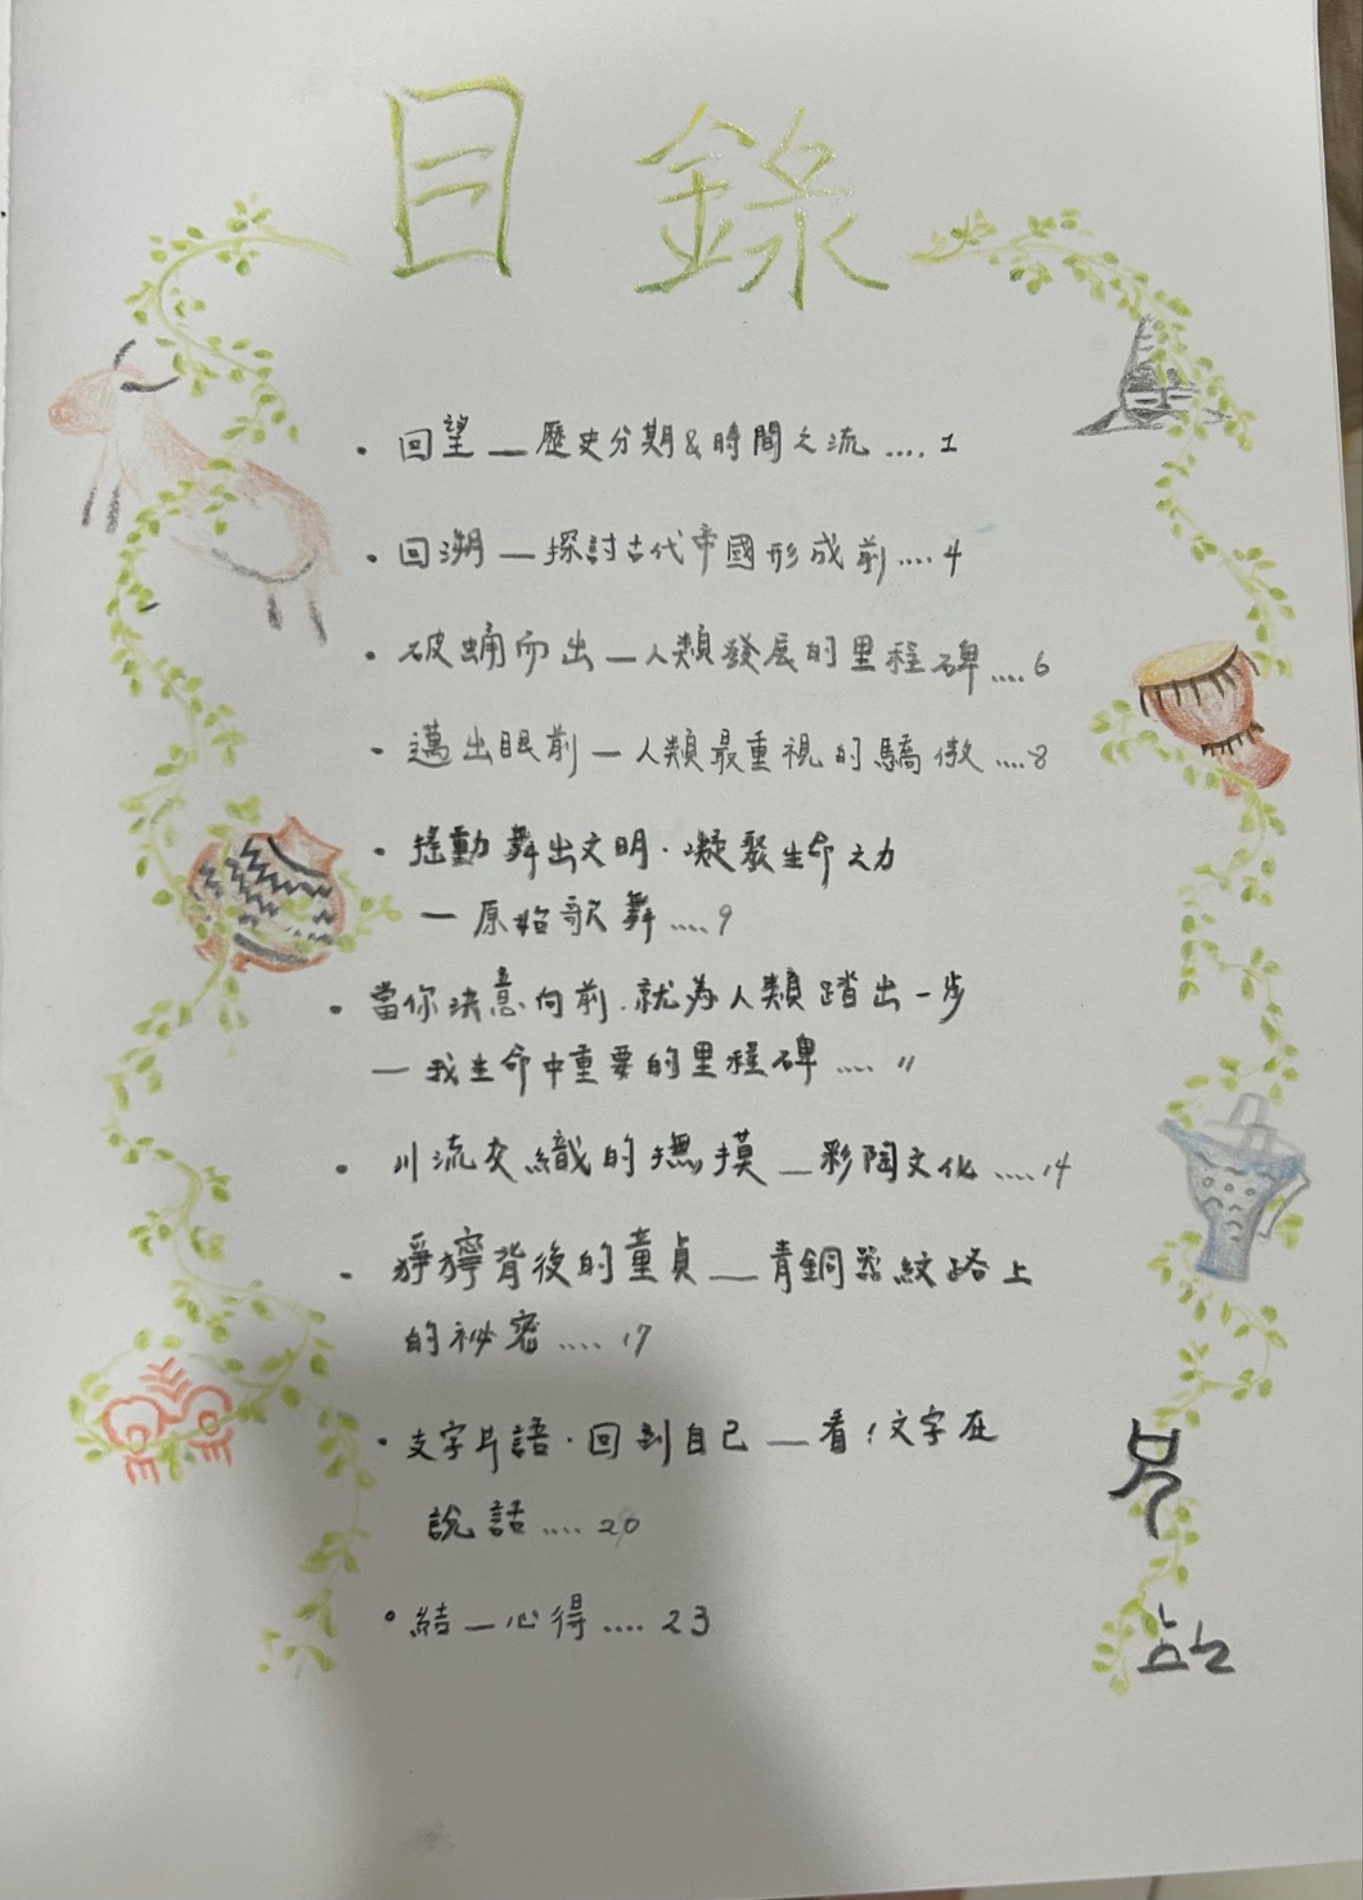 目錄
• 回望 — 歷史分期&時間之流 .... 1
• 回溯 — 探討古代帝國形成前 .... 4
• 破蛹而出 — 人類發展的里程碑 .... 6
• 邁出眼前 — 人類最重視的驕傲 .... 8
• 搖動舞出文明·凝聚生命之力
— 原始歌舞 .... 9
• 當你決意向前.就為人類踏出一步
— 我生命中重要的里程碑 .... 11
• 川流交織的撫摸 — 彩陶文化 .... 14
• 猙獰背後的童貞 — 青銅器紋路上
的祕密 .... 17
• 支字片語·回到自己 — 看!文字在
說話 .... 20
• 結 — 心得 .... 23